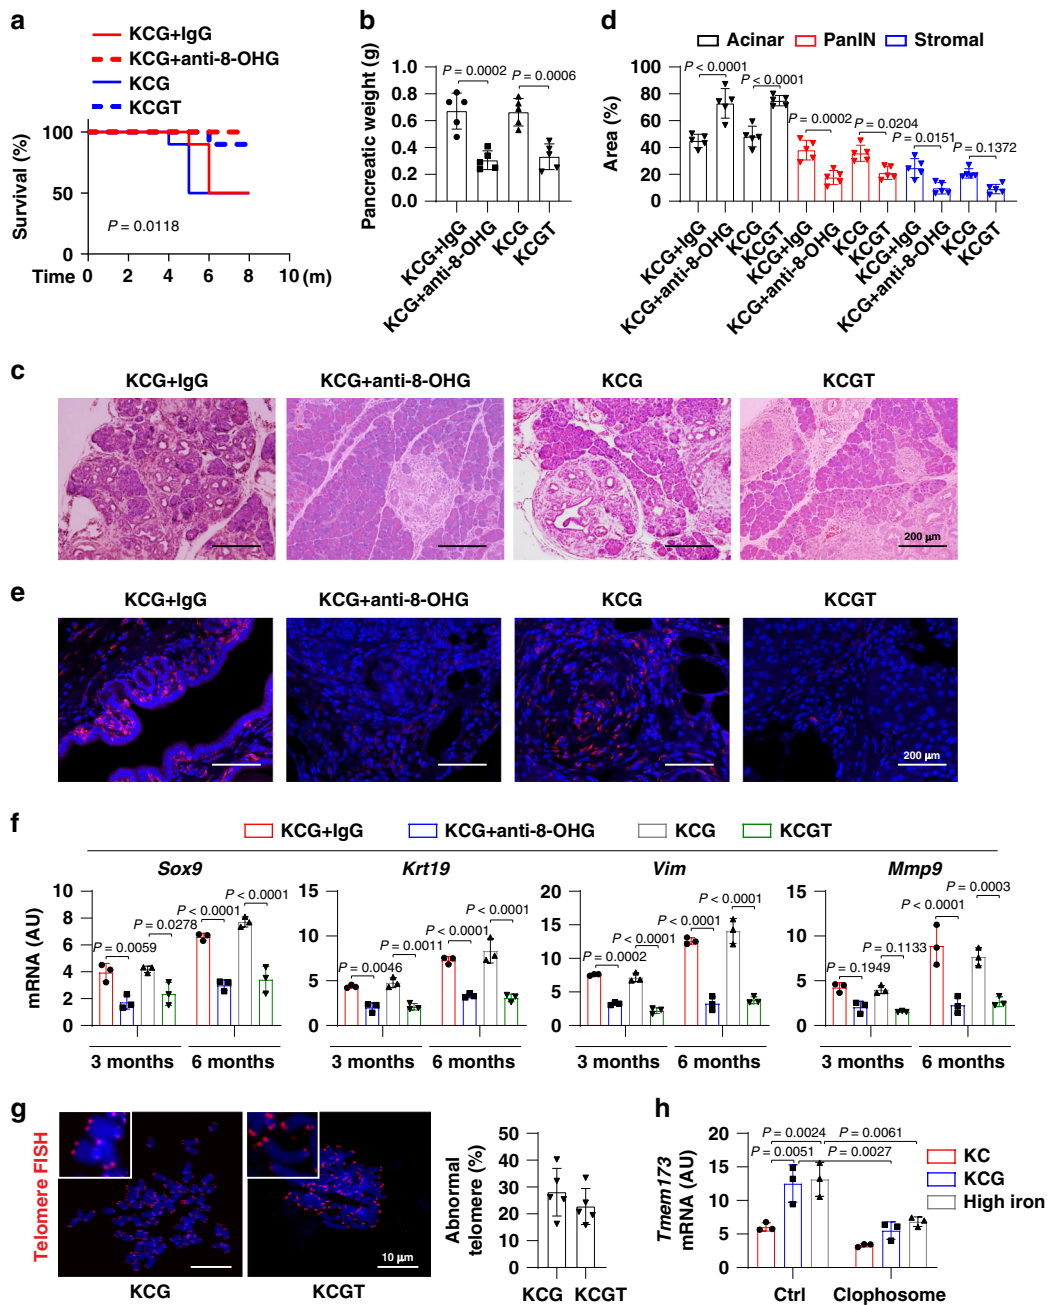 a
KCG+IgG
KCG+anti-8-OHG
KCG
KCGT
Survival (%)
100
50
0
P = 0.0118
Time 0 2 4 6 8 10 (m)
b
Pancreatic weight (g)
1.0
0.8
0.6
0.4
0.2
0.0
P = 0.0002
P = 0.0006
KCG+IgG
KCG+anti-8-OHG
KCG
KCGT
d
Acinar PanIN Stromal
Area (%)
100
80
60
40
20
0
P < 0.0001
P < 0.0001
P = 0.0002
P = 0.0204
P = 0.0151
P = 0.1372
KCG+IgG
KCG+anti-8-OHG
KCG
KCGT
KCG+IgG
KCG+anti-8-OHG
KCG
KCGT
KCG+IgG
KCG+anti-8-OHG
KCG
KCGT
c
KCG+IgG KCG+anti-8-OHG KCG KCGT
200 μm
e
KCG+IgG KCG+anti-8-OHG KCG KCGT
200 μm
f
KCG+IgG KCG+anti-8-OHG KCG KCGT
Sox9
mRNA (AU)
10
8
6
4
2
0
P = 0.0059
P = 0.0278
P < 0.0001
P < 0.0001
3 months 6 months
Krt19
15
10
5
0
P = 0.0046
P = 0.0011
P < 0.0001
P < 0.0001
3 months 6 months
Vim
20
15
10
5
0
P = 0.0002
P < 0.0001
P < 0.0001
P < 0.0001
3 months 6 months
Mmp9
15
10
5
0
P = 0.1949
P = 0.1133
P < 0.0001
P = 0.0003
3 months 6 months
g
Telomere FISH
10 μm
KCG KCGT
Abnormal
telomere (%)
50
40
30
20
10
0
KCG KCGT
h
Tmem173
mRNA (AU)
20
15
10
5
0
P = 0.0024
P = 0.0061
P = 0.0051
P = 0.0027
KC
KCG
High iron
Ctrl Clophosome